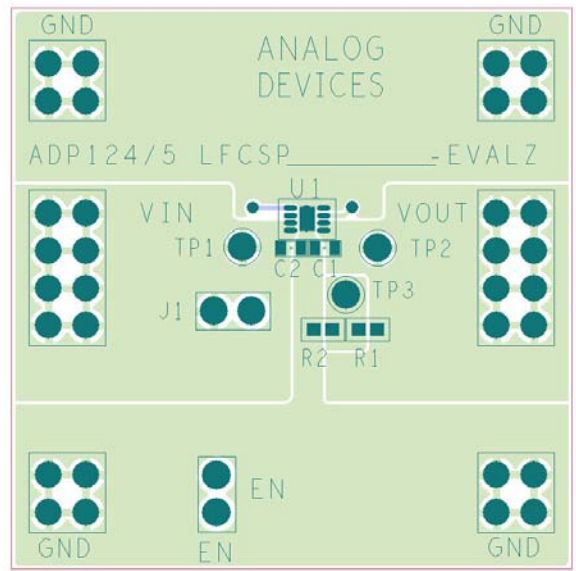 GND GND
ANALOG
DEVICES
ADP124/5 LFCSP__________-EVALZ
U1
VIN VOUT
TP1 TP2
C2 C1
TP3
J1
R2 R1
EN
GND EN GND